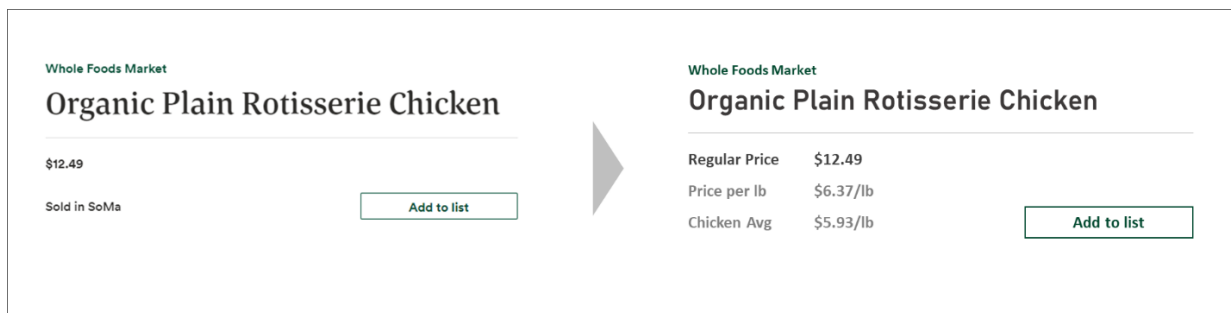 Whole Foods Market
Organic Plain Rotisserie Chicken
$12.49
Sold in SoMa
Add to list
Whole Foods Market
Organic Plain Rotisserie Chicken
Regular Price $12.49
Price per lb $6.37/lb
Chicken Avg $5.93/lb
Add to list